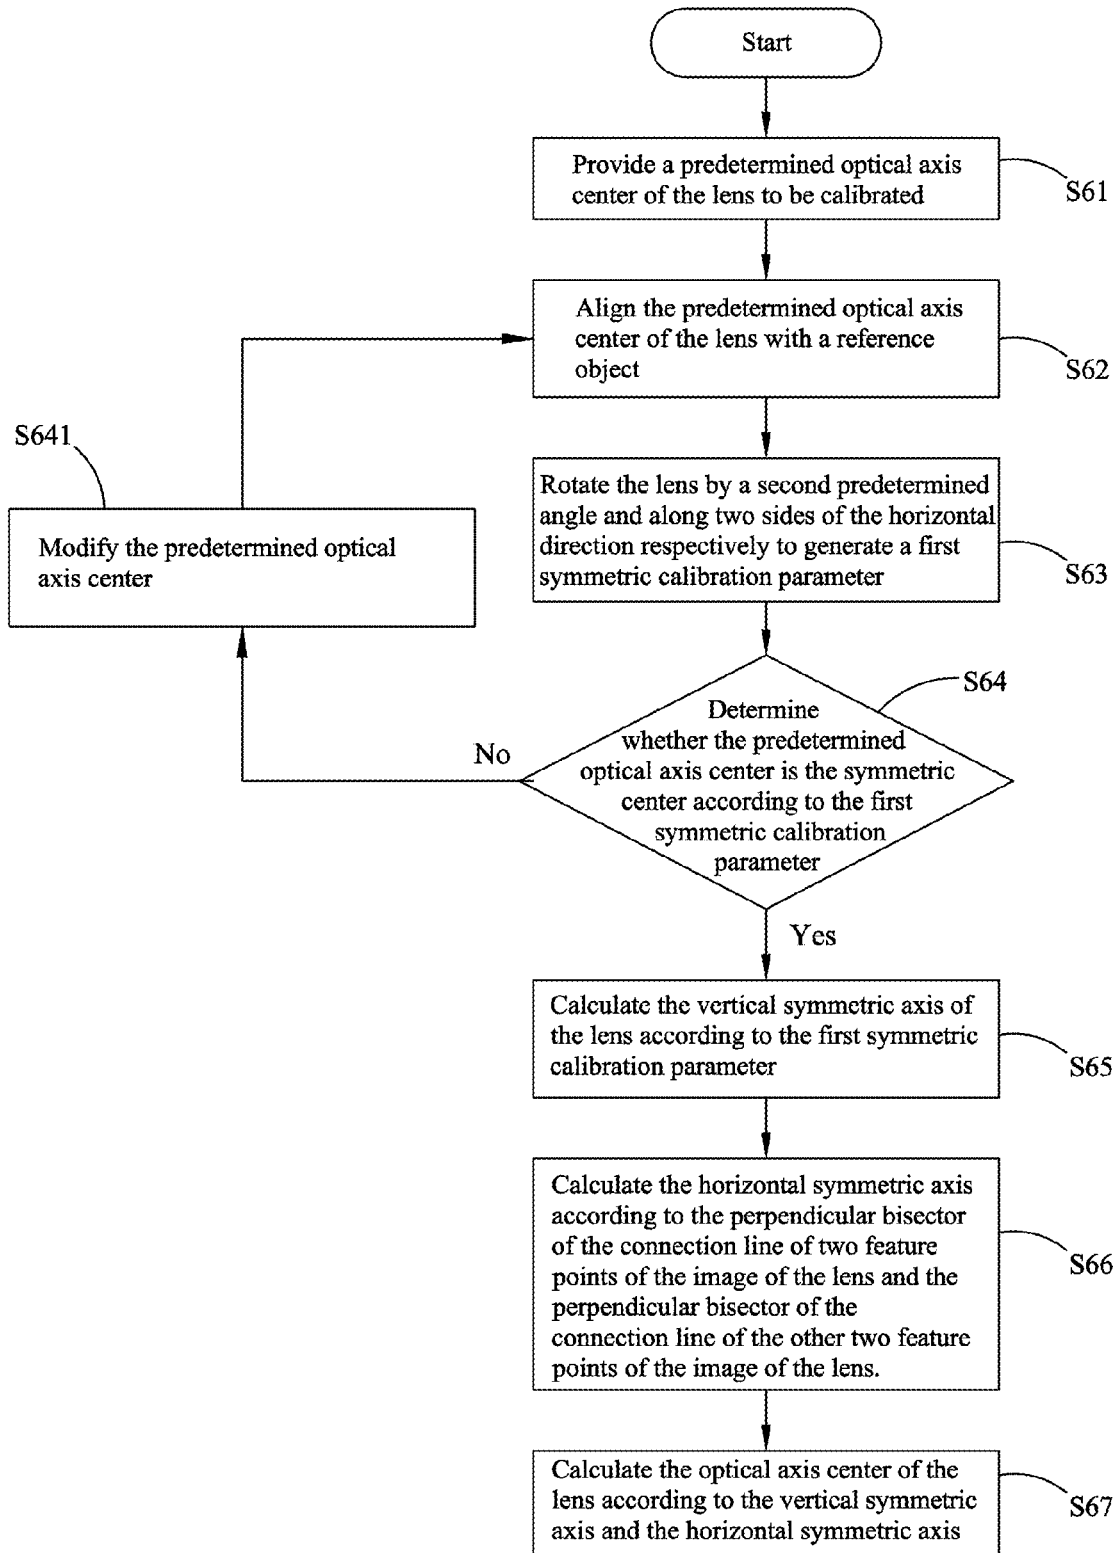 Start
Provide a predetermined optical axis
center of the lens to be calibrated
S61
Align the predetermined optical axis
center of the lens with a reference
object
S62
S641
Modify the predetermined optical
axis center
Rotate the lens by a second predetermined
angle and along two sides of the horizontal
direction respectively to generate a first
symmetric calibration parameter
S63
S64
Determine
whether the predetermined
optical axis center is the symmetric
center according to the first
symmetric calibration
parameter
No
Yes
Calculate the vertical symmetric axis of
the lens according to the first symmetric
calibration parameter
S65
Calculate the horizontal symmetric axis
according to the perpendicular bisector
of the connection line of two feature
points of the image of the lens and the
perpendicular bisector of the
connection line of the other two feature
points of the image of the lens.
S66
Calculate the optical axis center of the
lens according to the vertical symmetric
axis and the horizontal symmetric axis
S67